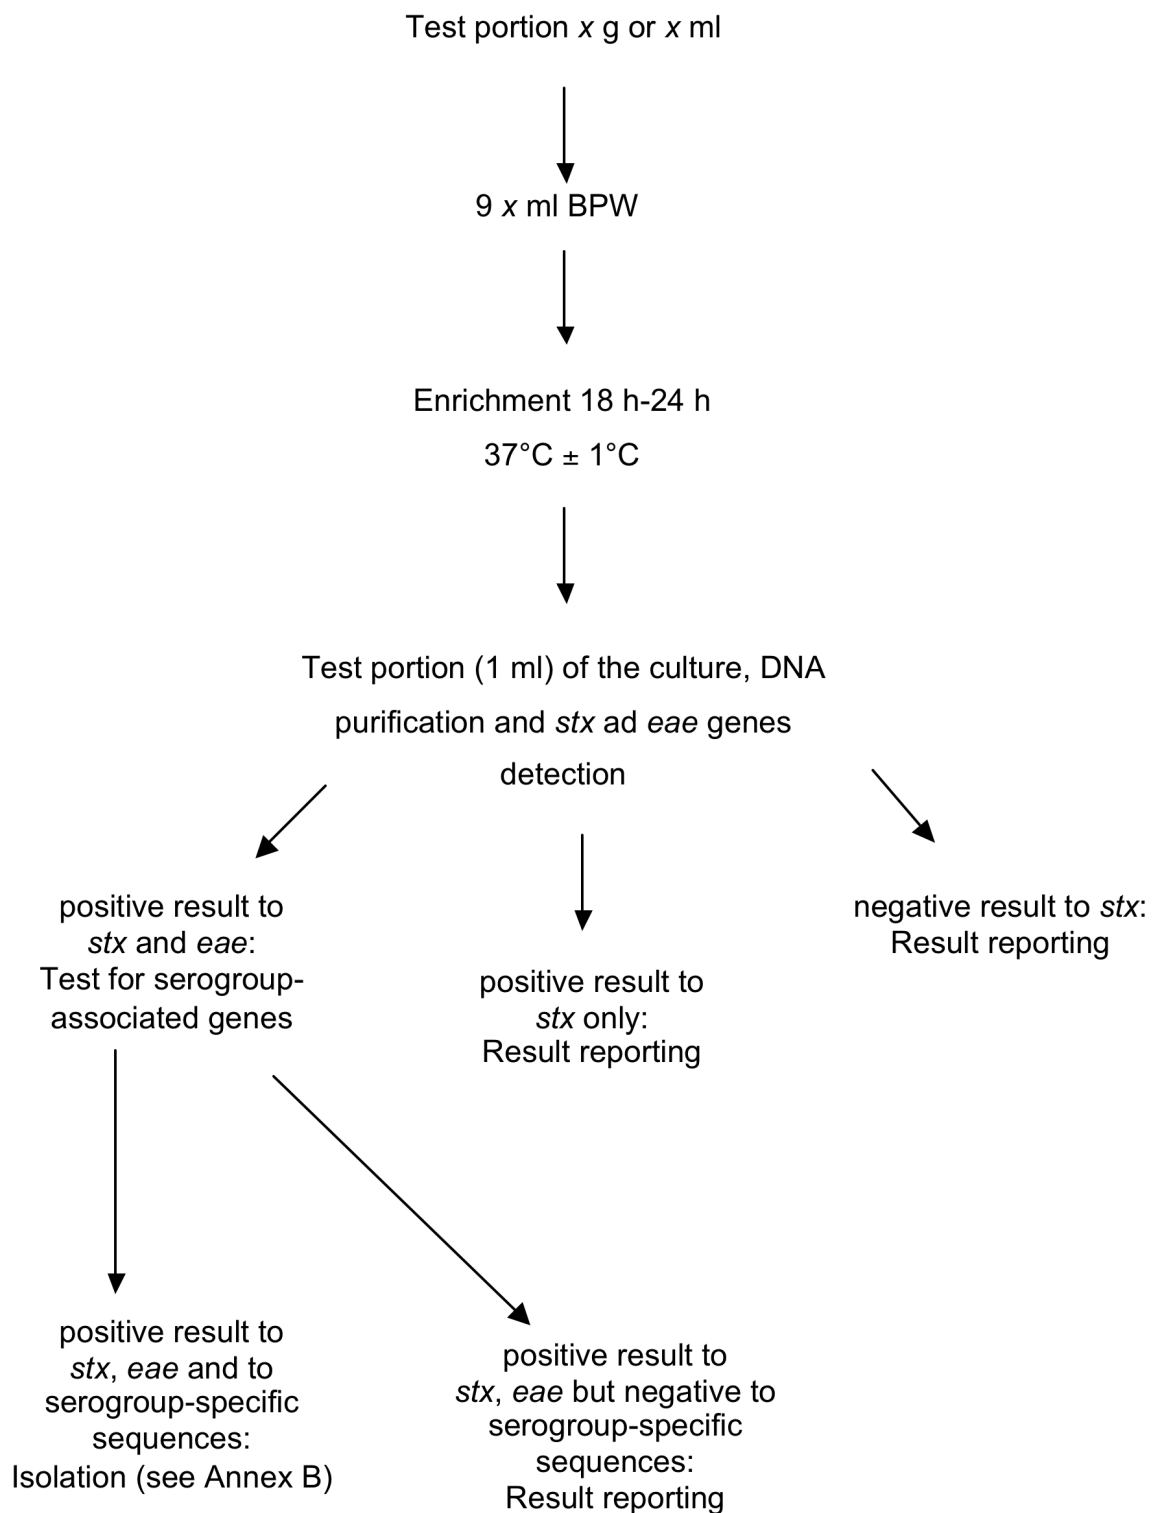 Test portion x g or x ml
9 x ml BPW
Enrichment 18 h-24 h
37°C ± 1°C
Test portion (1 ml) of the culture, DNA
purification and stx ad eae genes
detection
positive result to
stx and eae:
Test for serogroup-
associated genes
positive result to
stx only:
Result reporting
negative result to stx:
Result reporting
positive result to
stx, eae and to
serogroup-specific
sequences:
Isolation (see Annex B)
positive result to
stx, eae but negative to
serogroup-specific
sequences:
Result reporting